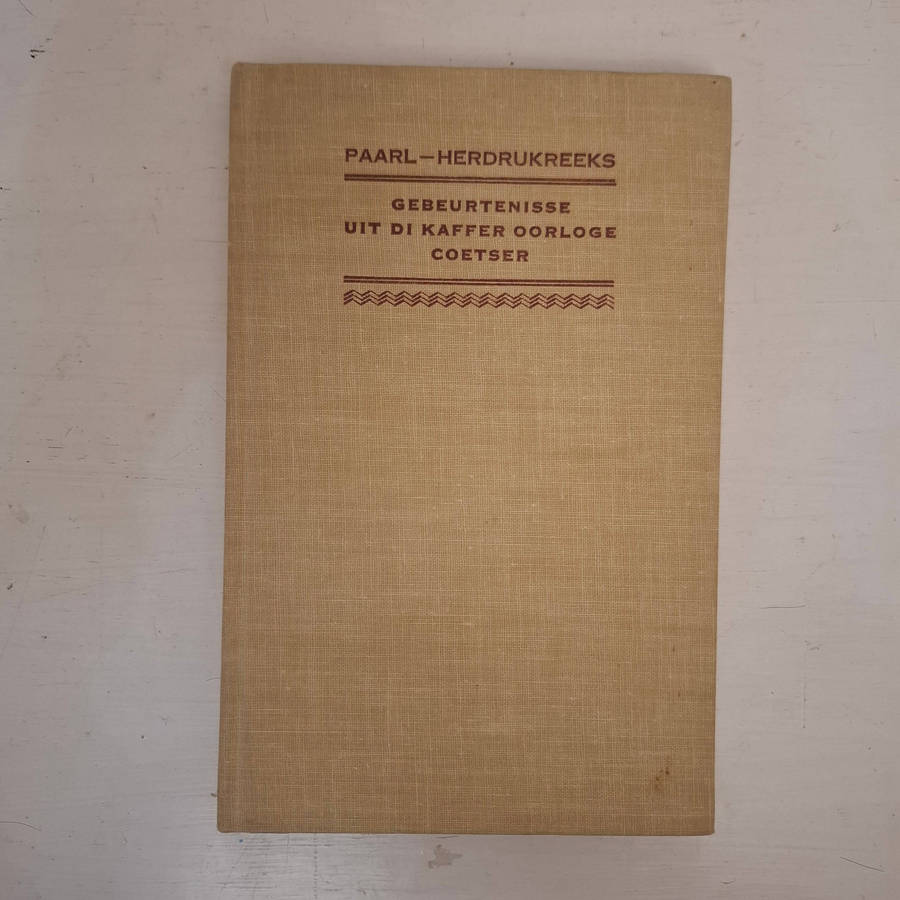 PAARL—HERDRUKREEKS
GEBEURTENISSE
UIT DI KAFFER OORLOGE
COETSER